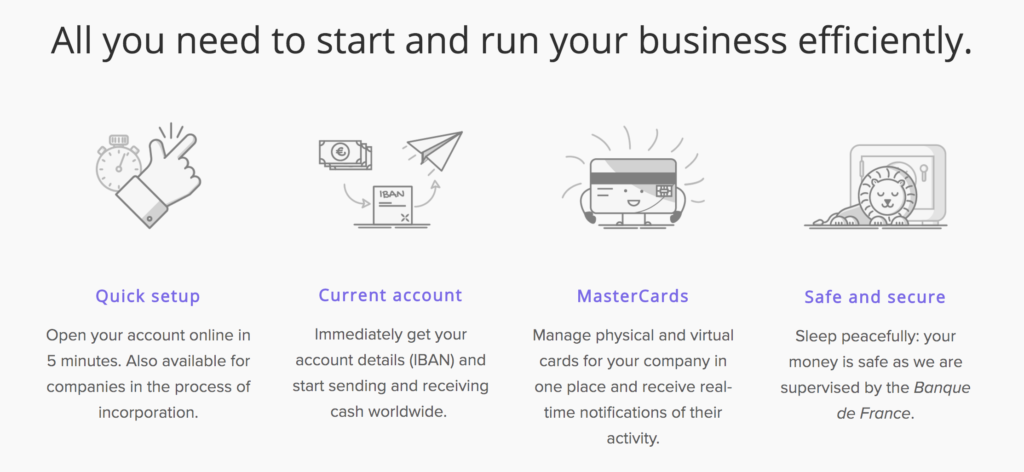 All you need to start and run your business efficiently.
€
IBAN
Quick setup
Open your account online in
5 minutes. Also available for
companies in the process of
incorporation.
Current account
Immediately get your
account details (IBAN) and
start sending and receiving
cash worldwide.
MasterCards
Manage physical and virtual
cards for your company in
one place and receive real-
time notifications of their
activity.
Safe and secure
Sleep peacefully: your
money is safe as we are
supervised by the Banque
de France.